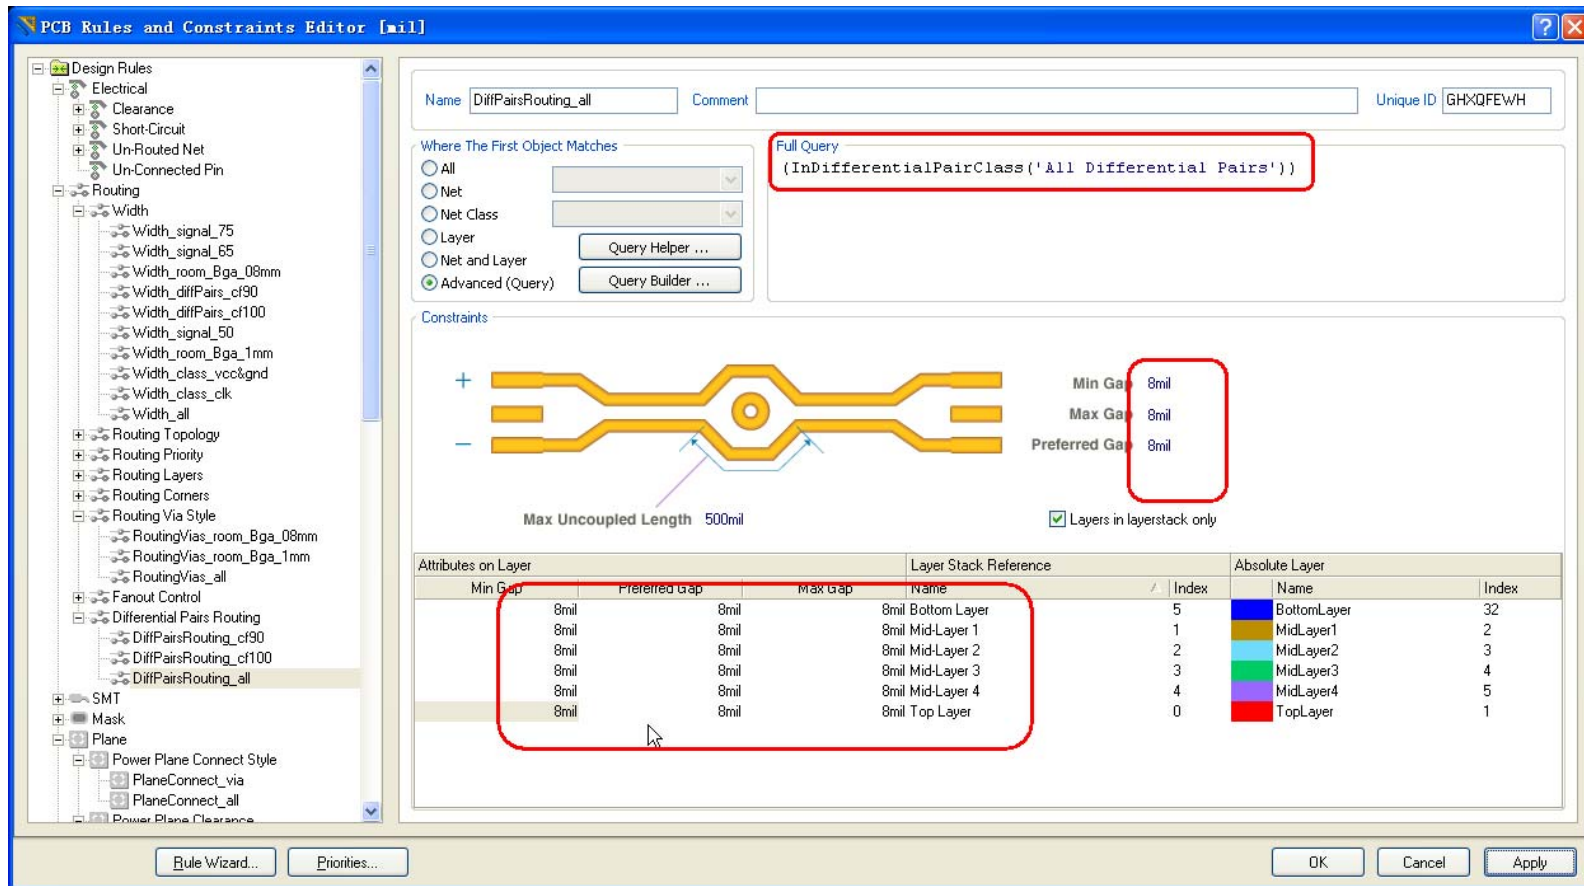 PCB Rules and Constraints Editor [mil]
Design Rules
Electrical
Clearance
Short-Circuit
Un-Routed Net
Un-Connected Pin
Routing
Width
Width_signal_75
Width_signal_65
Width_room_Bga_08mm
Width_diffPairs_cf90
Width_diffPairs_cf100
Width_signal_50
Width_room_Bga_1mm
Width_class_vcc&gnd
Width_class_clk
Width_all
Routing Topology
Routing Priority
Routing Layers
Routing Corners
Routing Via Style
RoutingVias_room_Bga_08mm
RoutingVias_room_Bga_1mm
RoutingVias_all
Fanout Control
Differential Pairs Routing
DiffPairsRouting_cf90
DiffPairsRouting_cf100
DiffPairsRouting_all
SMT
Mask
Plane
Power Plane Connect Style
PlaneConnect_via
PlaneConnect_all
Power Plane Clearance
Name DiffPairsRouting_all Comment Unique ID GHXQFEWH
Where The First Object Matches
All
Net
Net Class
Layer
Net and Layer
Advanced (Query)
Query Helper ...
Query Builder ...
Full Query
(InDifferentialPairClass('All Differential Pairs'))
Constraints
+
−
Min Gap 8mil
Max Gap 8mil
Preferred Gap 8mil
Max Uncoupled Length 500mil
Layers in layerstack only
Attributes on Layer Layer Stack Reference Absolute Layer
Min Gap Preferred Gap Max Gap Name Index Name Index
8mil 8mil 8mil Bottom Layer 5 BottomLayer 32
8mil 8mil 8mil Mid-Layer 1 1 MidLayer1 2
8mil 8mil 8mil Mid-Layer 2 2 MidLayer2 3
8mil 8mil 8mil Mid-Layer 3 3 MidLayer3 4
8mil 8mil 8mil Mid-Layer 4 4 MidLayer4 5
8mil 8mil 8mil Top Layer 0 TopLayer 1
Rule Wizard... Priorities... OK Cancel Apply